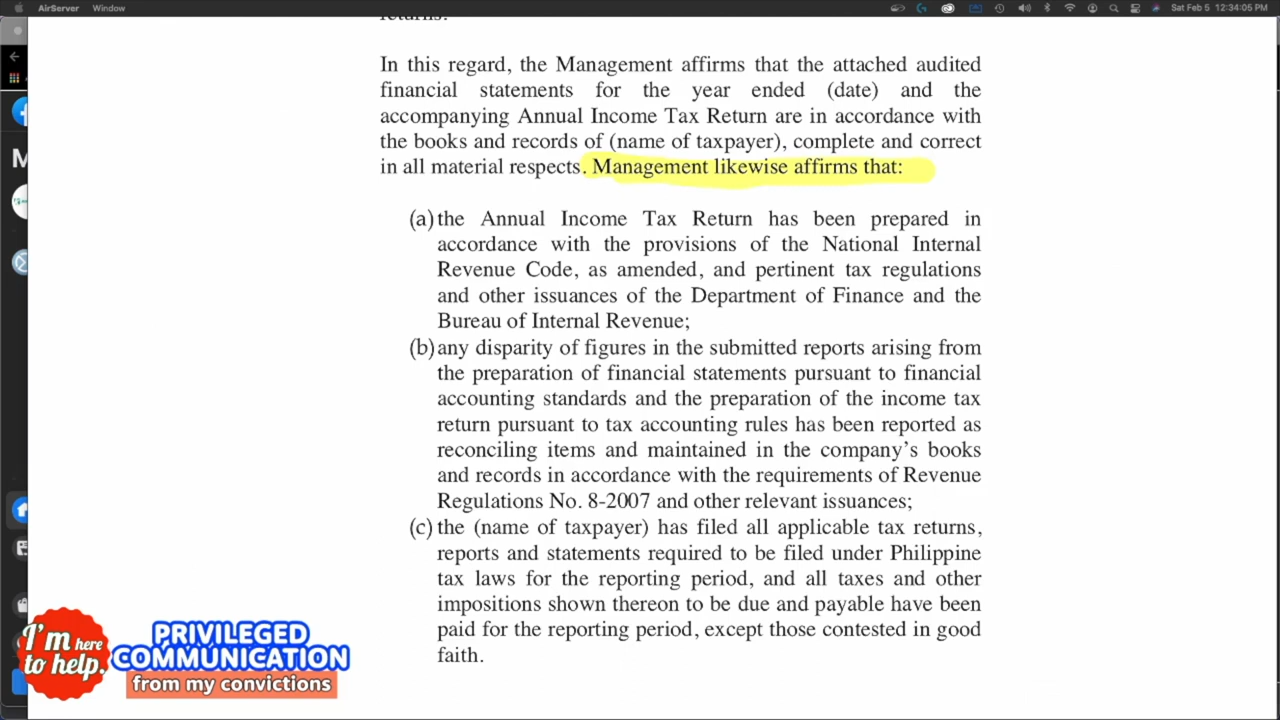 AirServer Window
Sat Feb 5 12:34:05 PM
returns.
In this regard, the Management affirms that the attached audited
financial statements for the year ended (date) and the
accompanying Annual Income Tax Return are in accordance with
the books and records of (name of taxpayer), complete and correct
in all material respects. Management likewise affirms that:
(a) the Annual Income Tax Return has been prepared in
accordance with the provisions of the National Internal
Revenue Code, as amended, and pertinent tax regulations
and other issuances of the Department of Finance and the
Bureau of Internal Revenue;
(b) any disparity of figures in the submitted reports arising from
the preparation of financial statements pursuant to financial
accounting standards and the preparation of the income tax
return pursuant to tax accounting rules has been reported as
reconciling items and maintained in the company's books
and records in accordance with the requirements of Revenue
Regulations No. 8-2007 and other relevant issuances;
(c) the (name of taxpayer) has filed all applicable tax returns,
reports and statements required to be filed under Philippine
tax laws for the reporting period, and all taxes and other
impositions shown thereon to be due and payable have been
paid for the reporting period, except those contested in good
faith.
I'm here
to help.
PRIVILEGED
COMMUNICATION
from my convictions